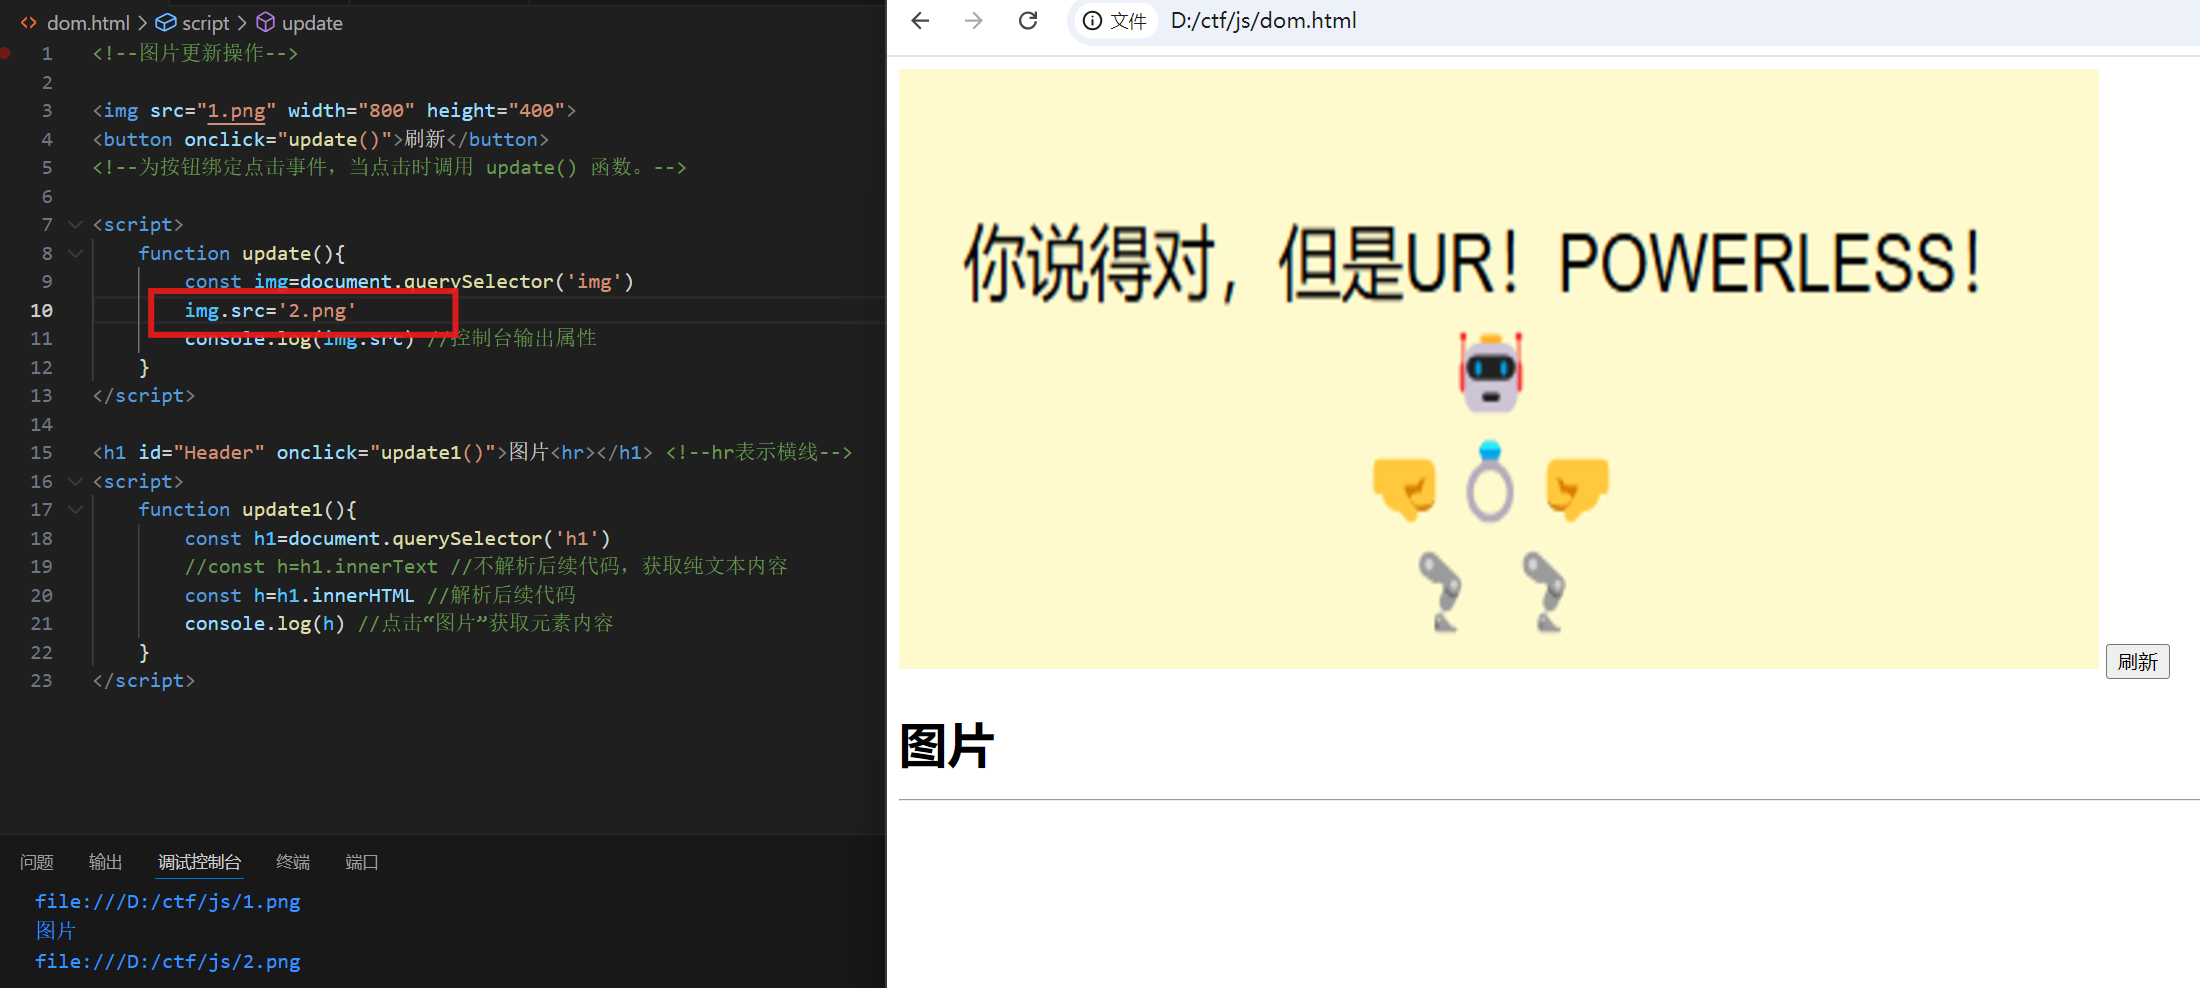 dom.html > script > update
1 <!--图片更新操作-->
2
3 <img src="1.png" width="800" height="400">
4 <button onclick="update()">刷新</button>
5 <!--为按钮绑定点击事件，当点击时调用 update() 函数。-->
6
7 <script>
8 function update(){
9 const img=document.querySelector('img')
10 img.src='2.png'
11 console.log(img.src) //控制台输出属性
12 }
13 </script>
14
15 <h1 id="Header" onclick="update1()">图片<hr></h1> <!--hr表示横线-->
16 <script>
17 function update1(){
18 const h1=document.querySelector('h1')
19 //const h=h1.innerText //不解析后续代码，获取纯文本内容
20 const h=h1.innerHTML //解析后续代码
21 console.log(h) //点击“图片”获取元素内容
22 }
23 </script>
问题 输出 调试控制台 终端 端口
file:///D:/ctf/js/1.png
图片
file:///D:/ctf/js/2.png
文件 D:/ctf/js/dom.html
你说得对，但是UR！POWERLESS！
刷新
图片